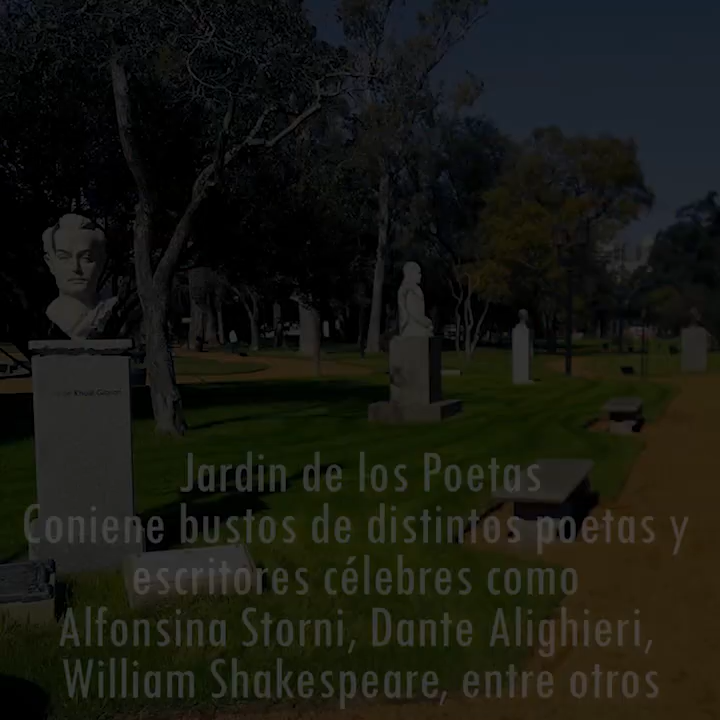 Jardin de los Poetas
Coniene bustos de distintos poetas y
escritores célebres como
Alfonsina Storni, Dante Alighieri,
William Shakespeare, entre otros